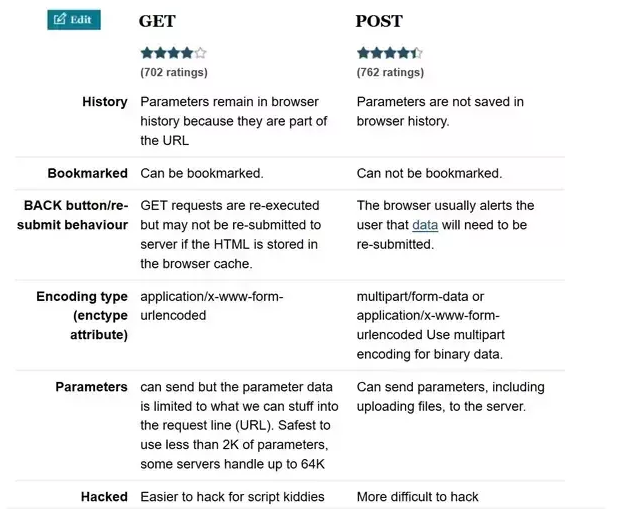 Edit GET POST
(702 ratings) (762 ratings)
History Parameters remain in browser Parameters are not saved in
history because they are part of browser history.
the URL
Bookmarked Can be bookmarked. Can not be bookmarked.
BACK button/re- GET requests are re-executed The browser usually alerts the
submit behaviour but may not be re-submitted to user that data will need to be
server if the HTML is stored in re-submitted.
the browser cache.
Encoding type application/x-www-form- multipart/form-data or
(enctype urlencoded application/x-www-form-
attribute) urlencoded Use multipart
encoding for binary data.
Parameters can send but the parameter data Can send parameters, including
is limited to what we can stuff into uploading files, to the server.
the request line (URL). Safest to
use less than 2K of parameters,
some servers handle up to 64K
Hacked Easier to hack for script kiddies More difficult to hack